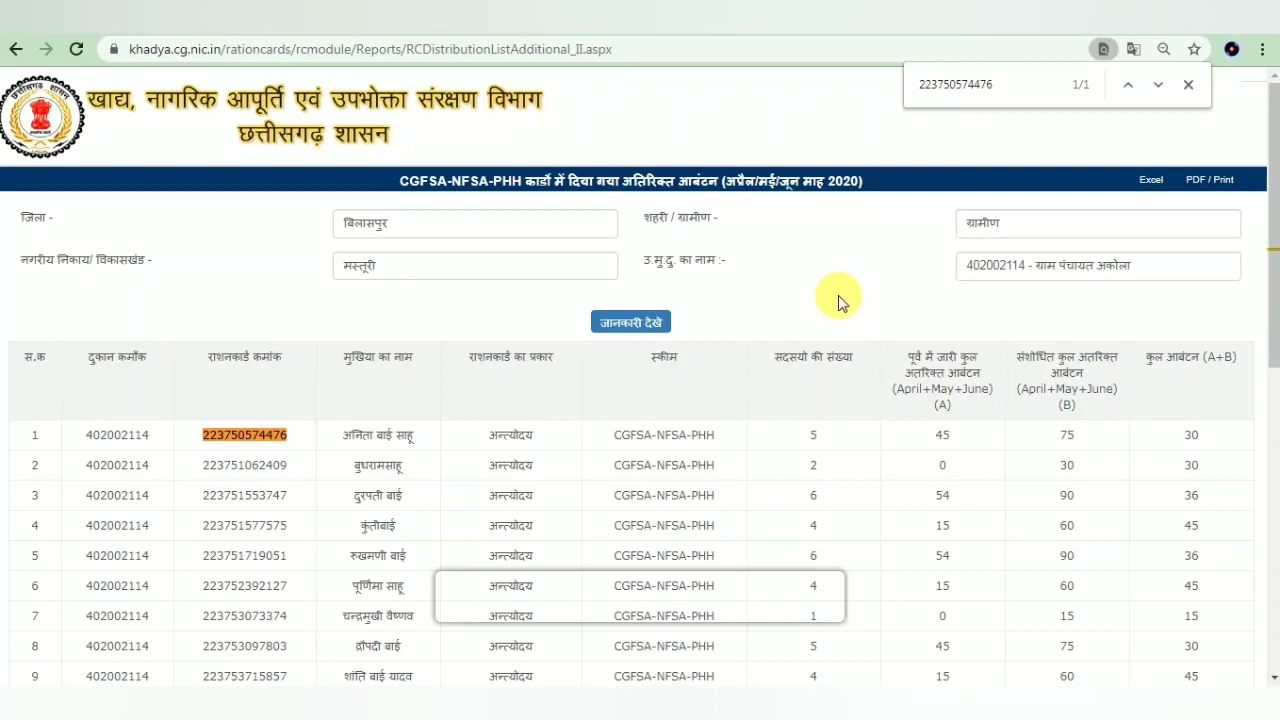 khadya.cg.nic.in/rationcards/rcmodule/Reports/RCDistributionListAdditional_II.aspx
223750574476 1/1
खाद्य, नागरिक आपूर्ति एवं उपभोक्ता संरक्षण विभाग
छत्तीसगढ़ शासन
CGFSA-NFSA-PHH कार्डो में दिया गया अतिरिक्त आबंटन (अप्रैल/मई/जून माह 2020) Excel PDF / Print
जिला - बिलासपुर शहरी / ग्रामीण - ग्रामीण
नगरीय निकाय/ विकासखंड - मस्तूरी उ.मु.दु. का नाम :- 402002114 - ग्राम पंचायत अकोला
जानकारी देखे
स.क दुकान कमाँक राशनकार्ड कमांक मुखिया का नाम राशनकार्ड का प्रकार स्कीम सदसयो की संख्या पूर्व में जारी कुल संशोधित कुल अतरिक्त कुल आबंटन (A+B)
अतरिक्त आबंटन आबंटन
(April+May+June) (April+May+June)
(A) (B)
1 402002114 223750574476 अनिता बाई साहू अन्त्योदय CGFSA-NFSA-PHH 5 45 75 30
2 402002114 223751062409 बुधरामसाहू अन्त्योदय CGFSA-NFSA-PHH 2 0 30 30
3 402002114 223751553747 दुरपती बाई अन्त्योदय CGFSA-NFSA-PHH 6 54 90 36
4 402002114 223751577575 कुंतीबाई अन्त्योदय CGFSA-NFSA-PHH 4 15 60 45
5 402002114 223751719051 रुखमणी बाई अन्त्योदय CGFSA-NFSA-PHH 6 54 90 36
6 402002114 223752392127 पूर्णिमा साहू अन्त्योदय CGFSA-NFSA-PHH 4 15 60 45
7 402002114 223753073374 चन्द्रमुखी वैष्णव अन्त्योदय CGFSA-NFSA-PHH 1 0 15 15
8 402002114 223753097803 द्रौपदी बाई अन्त्योदय CGFSA-NFSA-PHH 5 45 75 30
9 402002114 223753715857 शांति बाई यादव अन्त्योदय CGFSA-NFSA-PHH 4 15 60 45